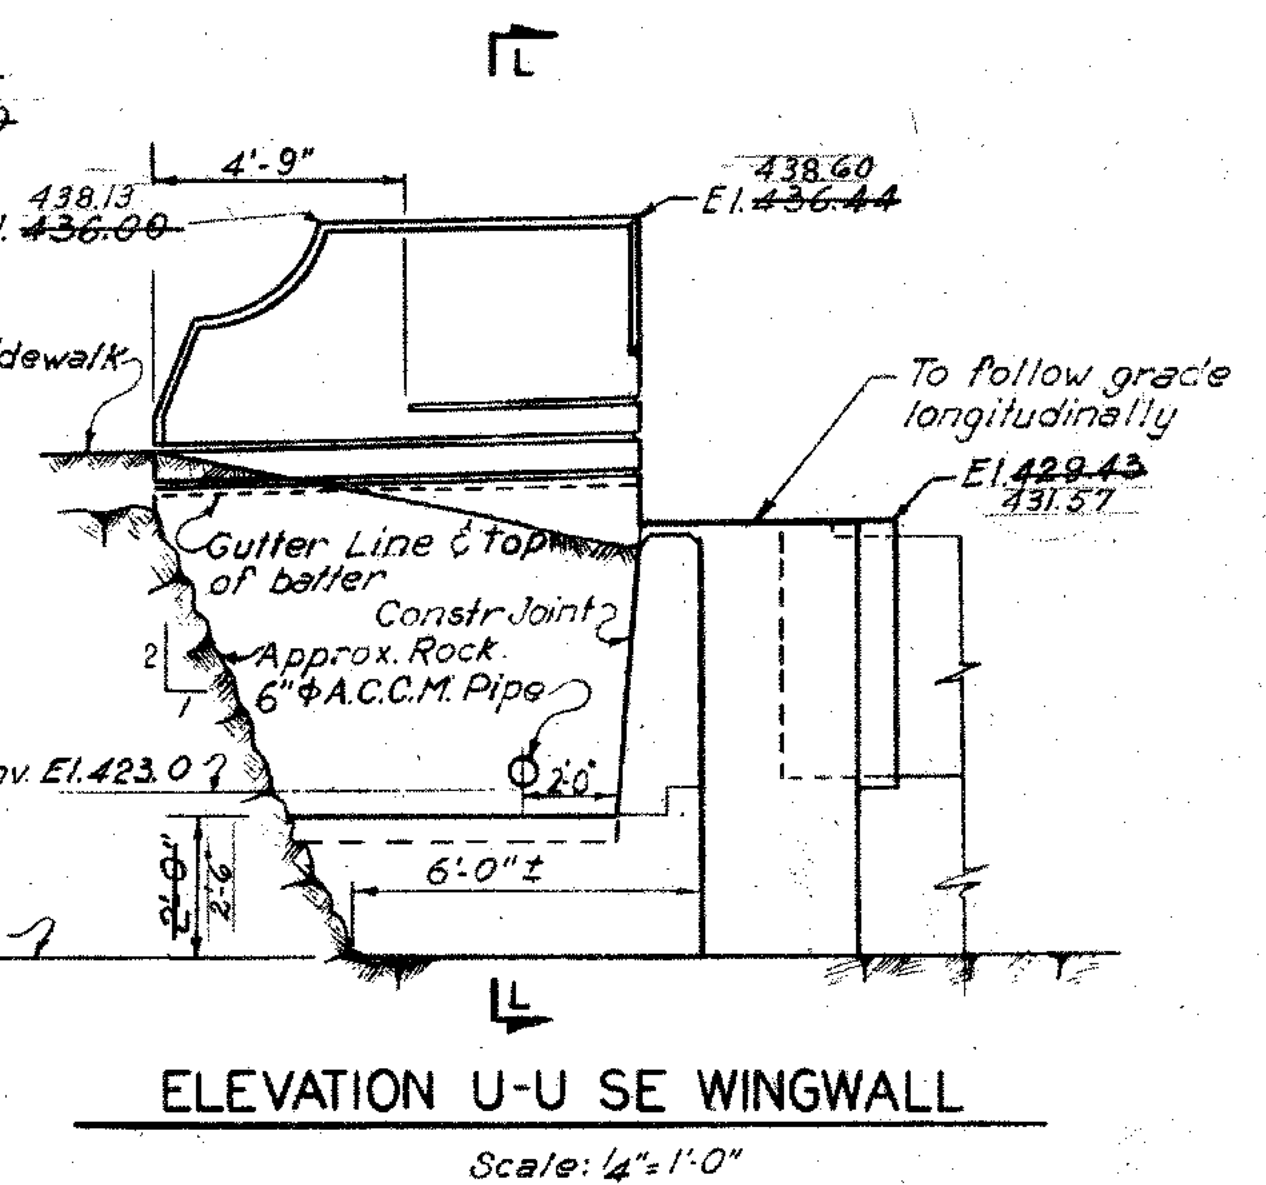 L
4'-9"
438.13
436.00
438.60
El. 436.44
dewalk
To follow grade
longitudinally
El. 429.43
431.57
Gutter Line & top
of batter
Constr Joint
2
1
Approx. Rock.
6" ϕ A.C.C.M. Pipe
El. 423.0
2'-0"
2'-0"
2'-6
6'-0" ±
L
ELEVATION U-U SE WINGWALL
Scale: 1/4" = 1'-0"